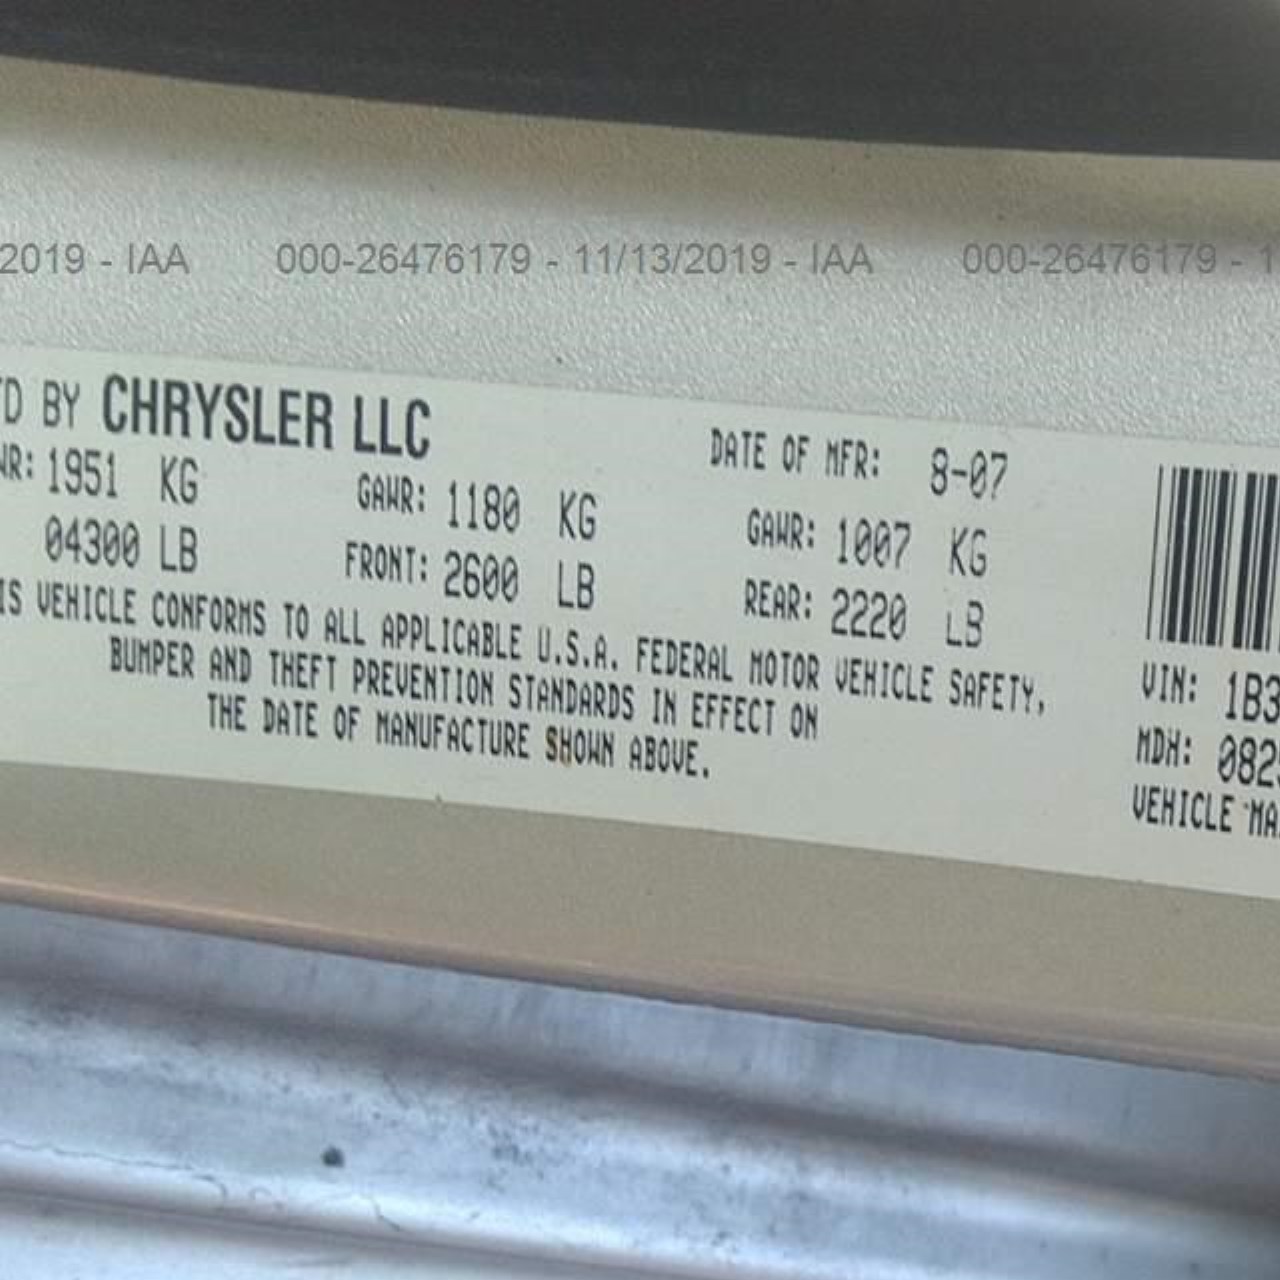 2019 - IAA 000-26476179 - 11/13/2019 - IAA 000-26476179 - 1
BY CHRYSLER LLC DATE OF MFR: 8-07
WR: 1951 KG GAWR: 1180 KG GAWR: 1007 KG
04300 LB FRONT: 2600 LB REAR: 2220 LB
IS VEHICLE CONFORMS TO ALL APPLICABLE U.S.A. FEDERAL MOTOR VEHICLE SAFETY,
BUMPER AND THEFT PREVENTION STANDARDS IN EFFECT ON
THE DATE OF MANUFACTURE SHOWN ABOVE.
VIN: 1B3
MDH: 082
VEHICLE MA